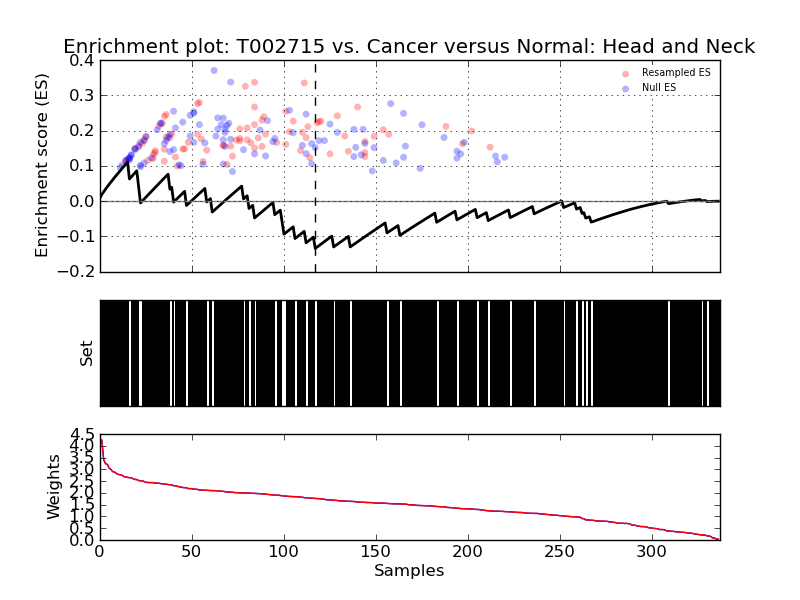 Enrichment plot: T002715 vs. Cancer versus Normal: Head and Neck
Enrichment score (ES)
0.4
0.3
0.2
0.1
0.0
−0.1
−0.2
Resampled ES
Null ES
Set
Weights
4.5
4.0
3.5
3.0
2.5
2.0
1.5
1.0
0.5
0.0
0 50 100 150 200 250 300
Samples